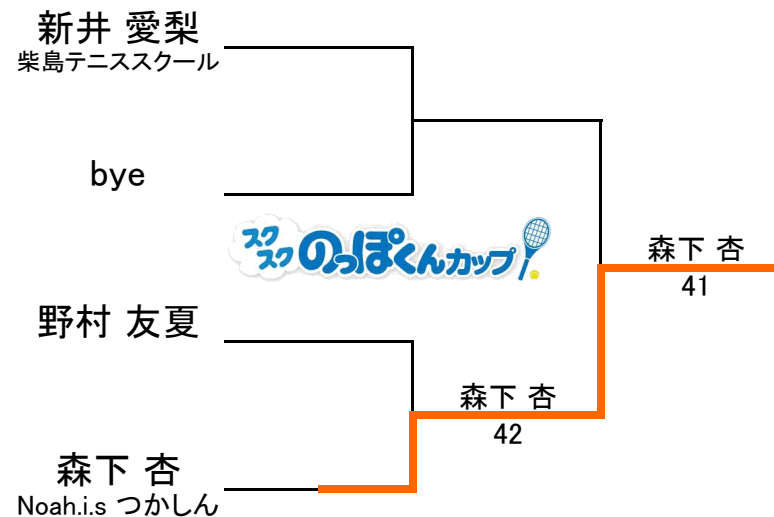 新井 愛梨
柴島テニススクール
bye
スクスクのっぽくんカップ
森下 杏
41
野村 友夏
森下 杏
42
森下 杏
Noah.i.s つかしん